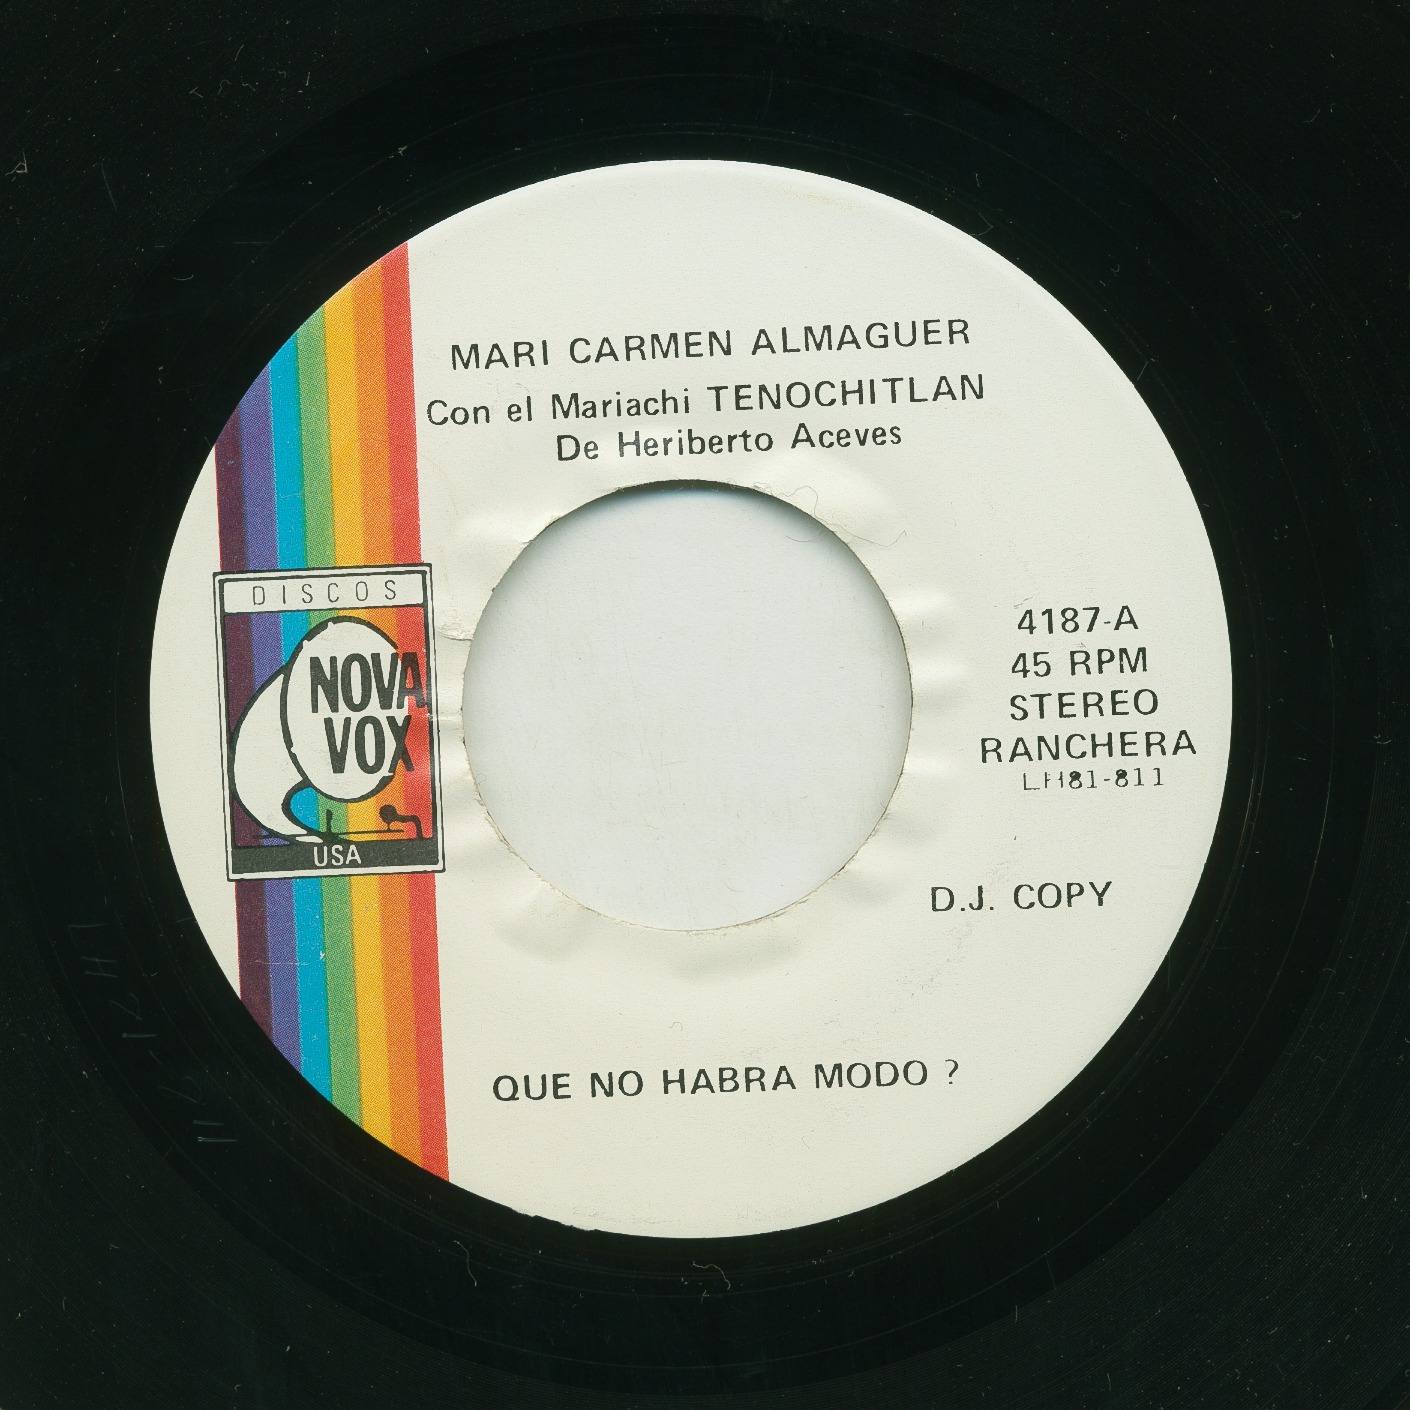 MARI CARMEN ALMAGUER
Con el Mariachi TENOCHITLAN
De Heriberto Aceves
DISCOS
NOVA
VOX
USA
4187-A
45 RPM
STEREO
RANCHERA
LH81-811
D.J. COPY
QUE NO HABRA MODO ?